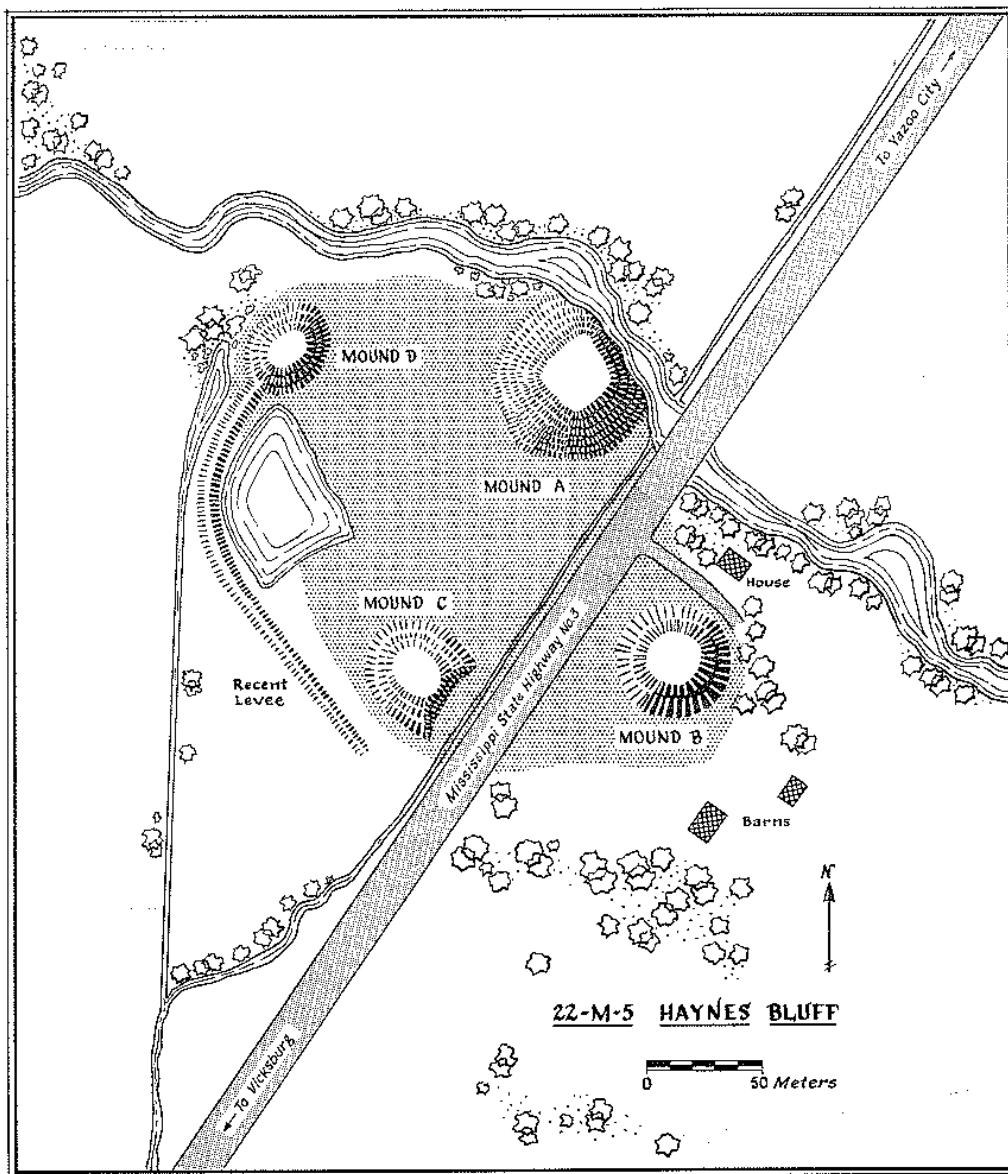 To Yazoo City →
MOUND D
MOUND A
House
MOUND C
Recent
Levee
Mississippi State Highway No.3
MOUND B
Barns
N
22-M-5 HAYNES BLUFF
0 50 Meters
← To Vicksburg